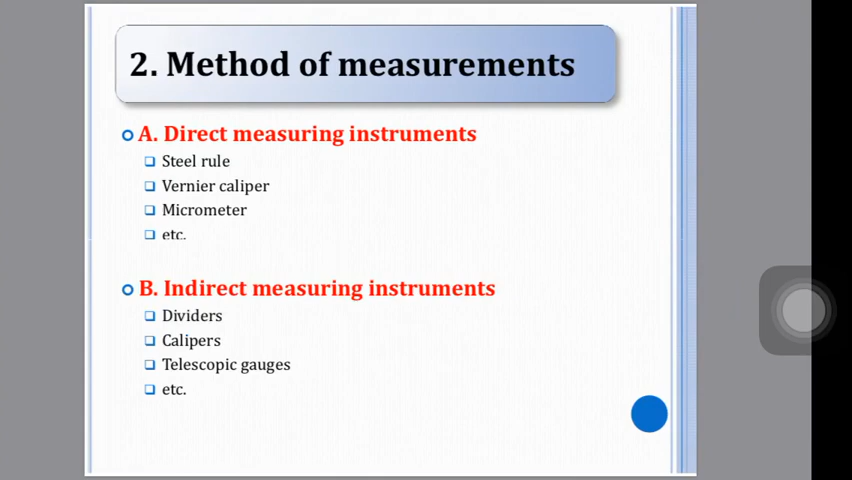 2. Method of measurements
A. Direct measuring instruments
Steel rule
Vernier caliper
Micrometer
etc.
B. Indirect measuring instruments
Dividers
Calipers
Telescopic gauges
etc.